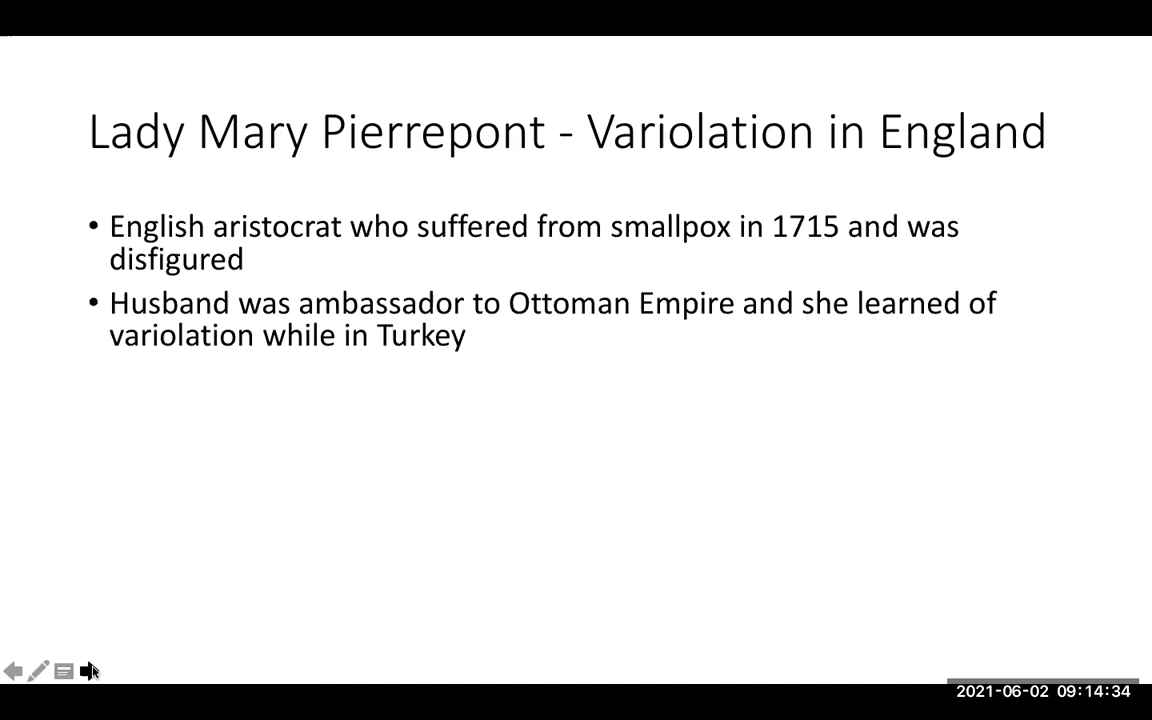 Lady Mary Pierrepont - Variolation in England
• English aristocrat who suffered from smallpox in 1715 and was
disfigured
• Husband was ambassador to Ottoman Empire and she learned of
variolation while in Turkey
2021-06-02 09:14:34